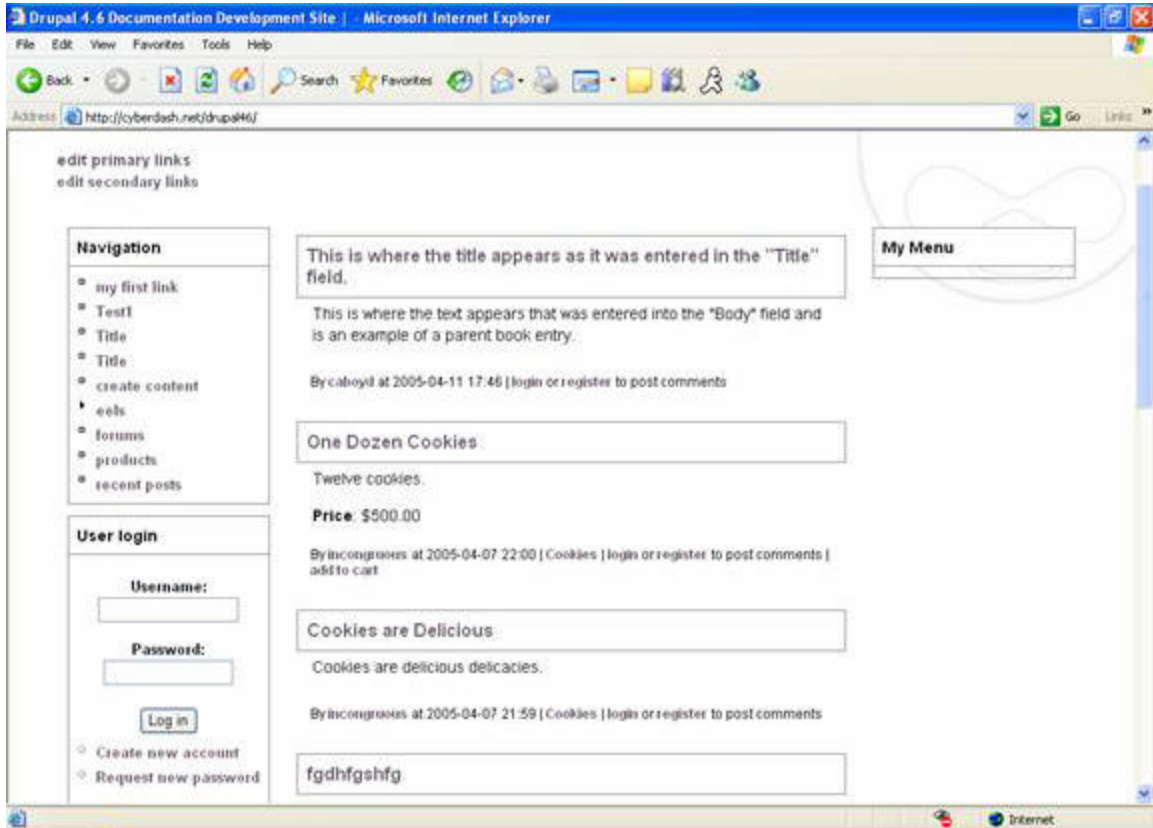 Drupal 4.6 Documentation Development Site | - Microsoft Internet Explorer
File Edit View Favorites Tools Help
Back Search Favorites
Address http://cyberdash.net/drupal46/ Go Links »
edit primary links
edit secondary links
Navigation
my first link
Test1
Title
Title
create content
eels
forums
products
recent posts
User login
Username:
Password:
Log in
Create new account
Request new password
This is where the title appears as it was entered in the "Title"
field.
This is where the text appears that was entered into the "Body" field and
is an example of a parent book entry.
By caboyd at 2005-04-11 17:46 | login or register to post comments
One Dozen Cookies
Twelve cookies.
Price: $500.00
By incongruous at 2005-04-07 22:00 | Cookies | login or register to post comments |
add to cart
Cookies are Delicious
Cookies are delicious delicacies.
By incongruous at 2005-04-07 21:59 | Cookies | login or register to post comments
fgdhfgshfg
My Menu
Internet